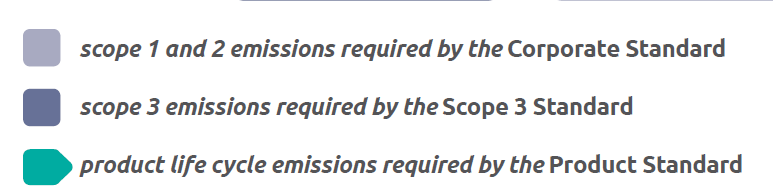 scope 1 and 2 emissions required by the Corporate Standard
scope 3 emissions required by the Scope 3 Standard
product life cycle emissions required by the Product Standard